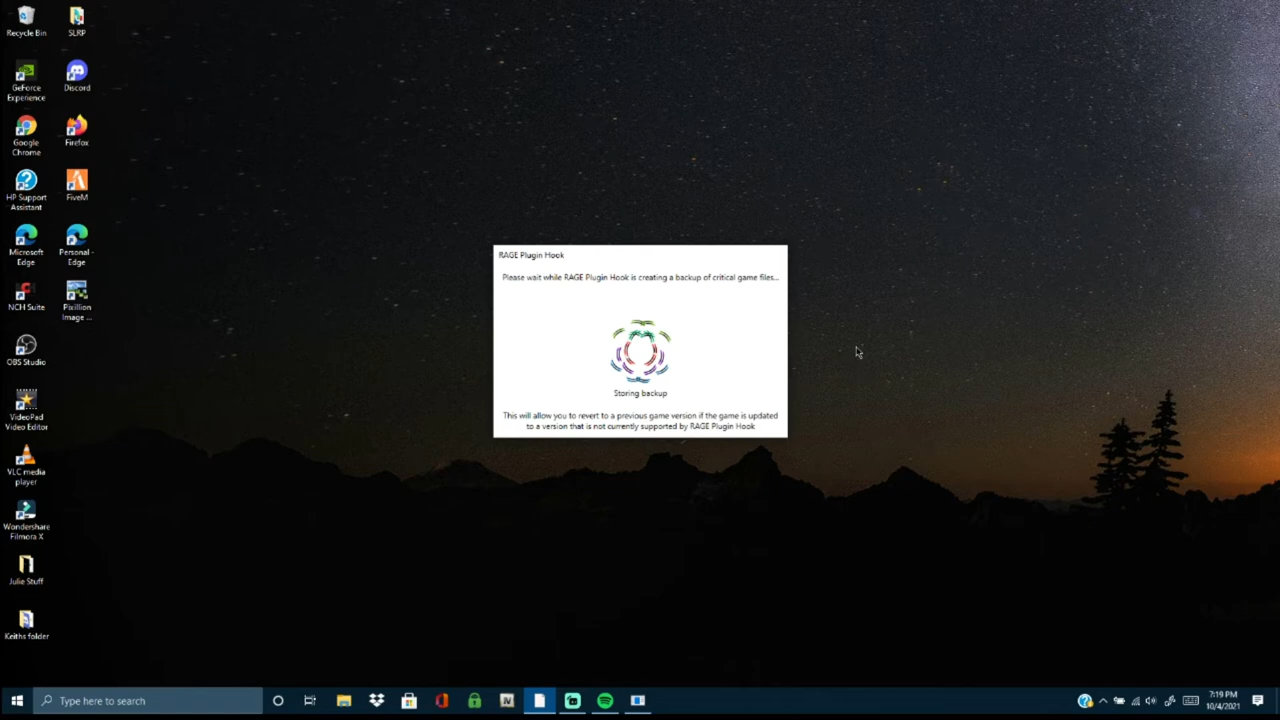 Recycle Bin
SLRP
GeForce
Experience
Discord
Google
Chrome
Firefox
HP Support
Assistant
FiveM
Microsoft
Edge
Personal -
Edge
NCH Suite
Pixillion
Image ...
OBS Studio
VideoPad
Video Editor
VLC media
player
Wondershare
Filmora X
Julie Stuff
Keiths folder
RAGE Plugin Hook
Please wait while RAGE Plugin Hook is creating a backup of critical game files...
Storing backup
This will allow you to revert to a previous game version if the game is updated
to a version that is not currently supported by RAGE Plugin Hook
Type here to search
7:19 PM
10/4/2021